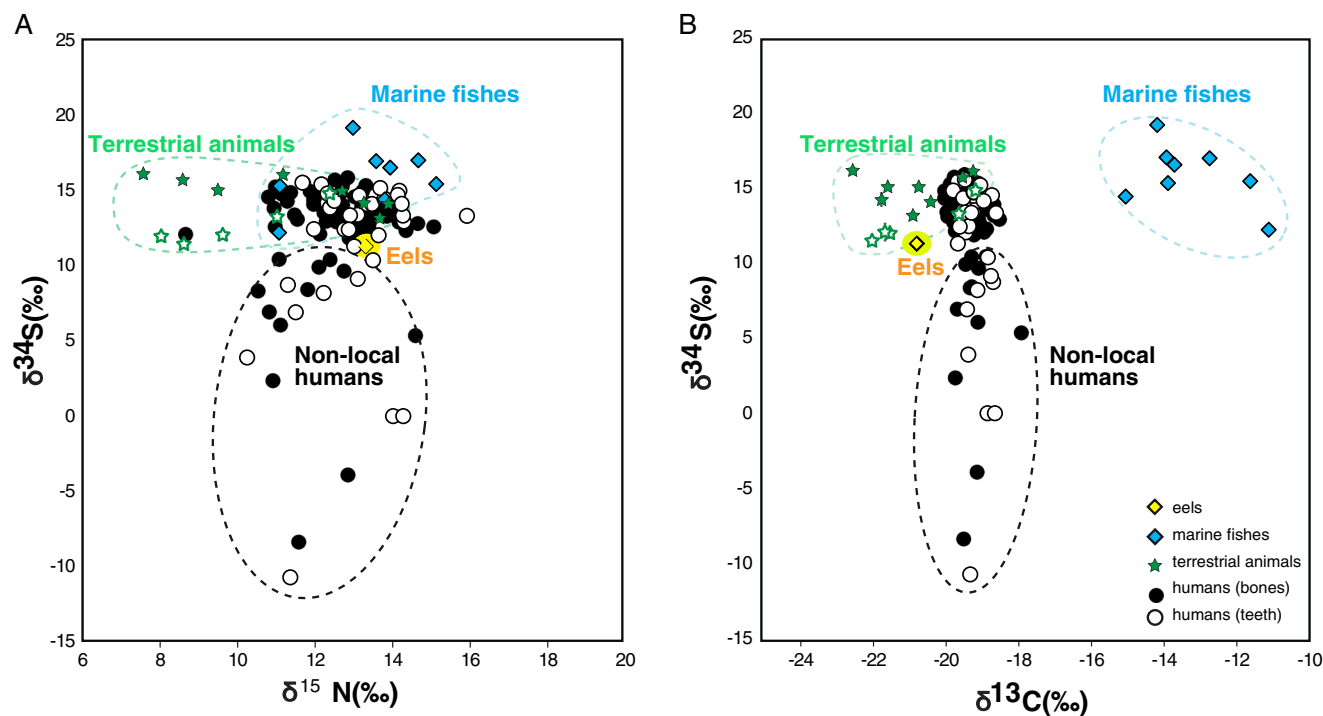 A
25
20
15
10
5
0
-5
-10
-15
6
8
10
12
14
16
18
20
δ34S(‰)
δ15 N(‰)
Marine fishes
Terrestrial animals
Eels
Non-local
humans
B
25
20
15
10
5
0
-5
-10
-15
-24
-22
-20
-18
-16
-14
-12
-10
δ34S(‰)
δ13C(‰)
Marine fishes
Terrestrial animals
Eels
Non-local
humans
eels
marine fishes
terrestrial animals
humans (bones)
humans (teeth)